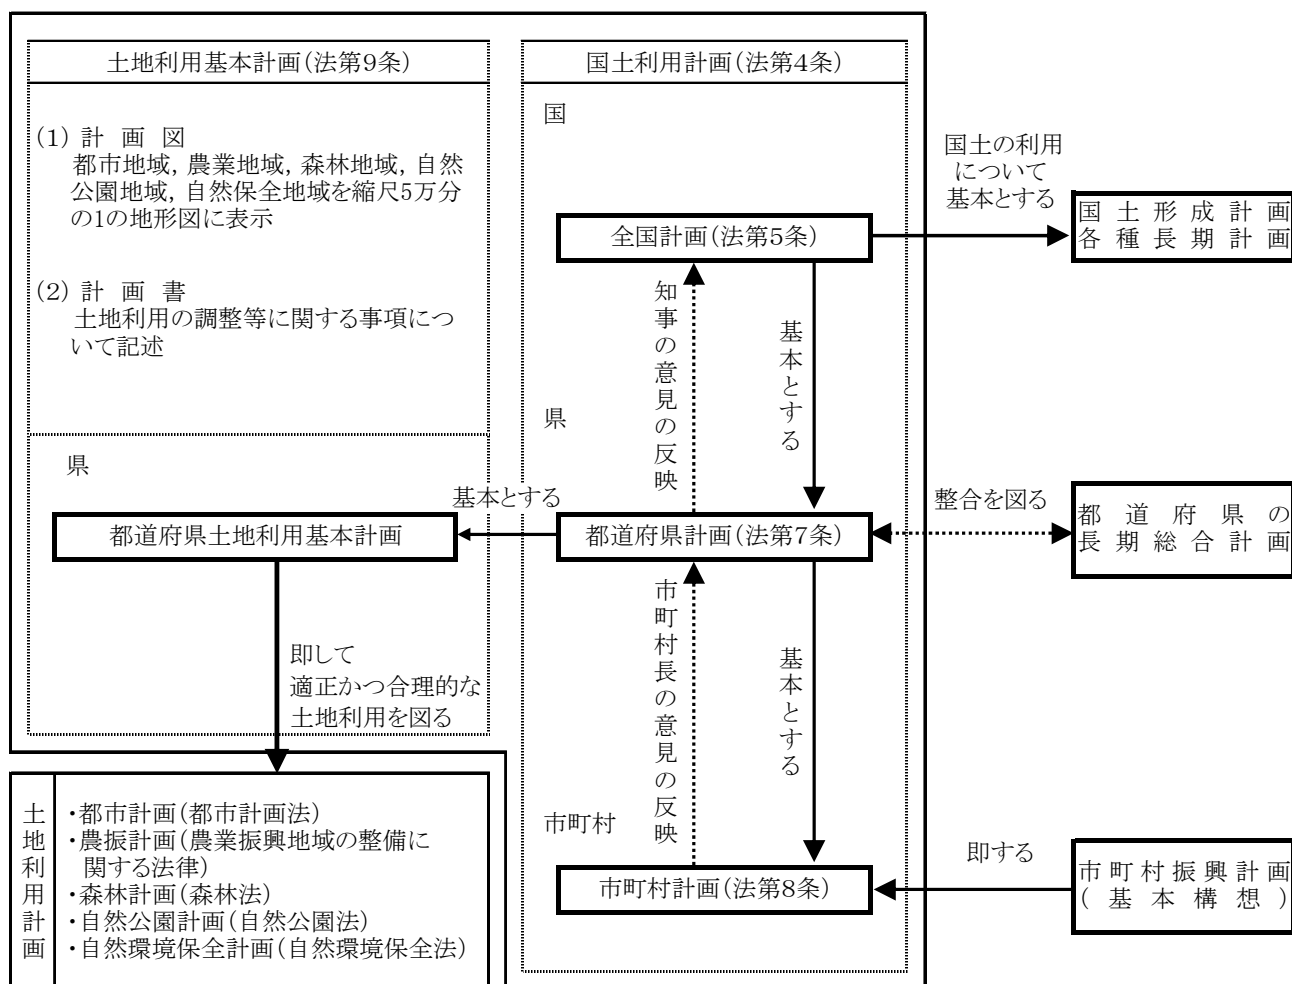 土地利用基本計画(法第9条)
(1) 計 画 図
都市地域, 農業地域, 森林地域, 自然
公園地域, 自然保全地域を縮尺5万分
の1の地形図に表示
(2) 計 画 書
土地利用の調整等に関する事項につ
いて記述
県
都道府県土地利用基本計画
即して
適正かつ合理的な
土地利用を図る
土地利用計画
・都市計画(都市計画法)
・農振計画(農業振興地域の整備に
関する法律)
・森林計画(森林法)
・自然公園計画(自然公園法)
・自然環境保全計画(自然環境保全法)
基本とする
国土利用計画(法第4条)
国
全国計画(法第5条)
知事の意見の反映
基本とする
県
都道府県計画(法第7条)
市町村長の意見の反映
基本とする
市町村
市町村計画(法第8条)
国土の利用
について
基本とする
国 土 形 成 計 画
各 種 長 期 計 画
整合を図る
都 道 府 県 の
長 期 総 合 計 画
即する
市 町 村 振 興 計 画
( 基 本 構 想 )